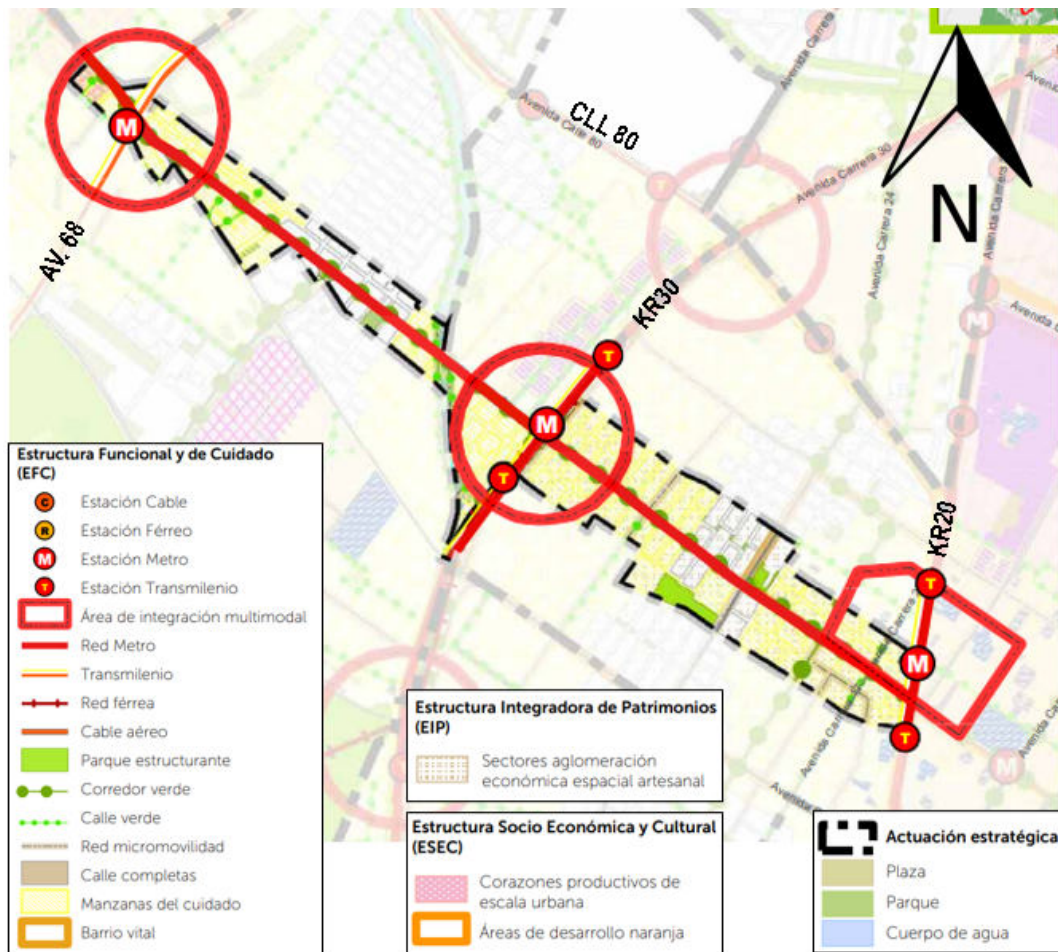 Avenida Carrera
Avenida Calle 80
CLL 80
Avenida Carrera 30
Avenida Carrera 24
Avenida Carrera
N
M
AV. 68
KR30
T
T
M
M
T
KR20
T
M
T
M
Estructura Funcional y de Cuidado
(EFC)
C Estación Cable
R Estación Férreo
M Estación Metro
T Estación Transmilenio
Área de integración multimodal
Red Metro
Transmilenio
Red férrea
Cable aéreo
Parque estructurante
Corredor verde
Calle verde
Red micromovilidad
Calle completas
Manzanas del cuidado
Barrio vital
Estructura Integradora de Patrimonios
(EIP)
Sectores aglomeración
económica espacial artesanal
Estructura Socio Económica y Cultural
(ESEC)
Corazones productivos de
escala urbana
Áreas de desarrollo naranja
Actuación estratégica
Plaza
Parque
Cuerpo de agua